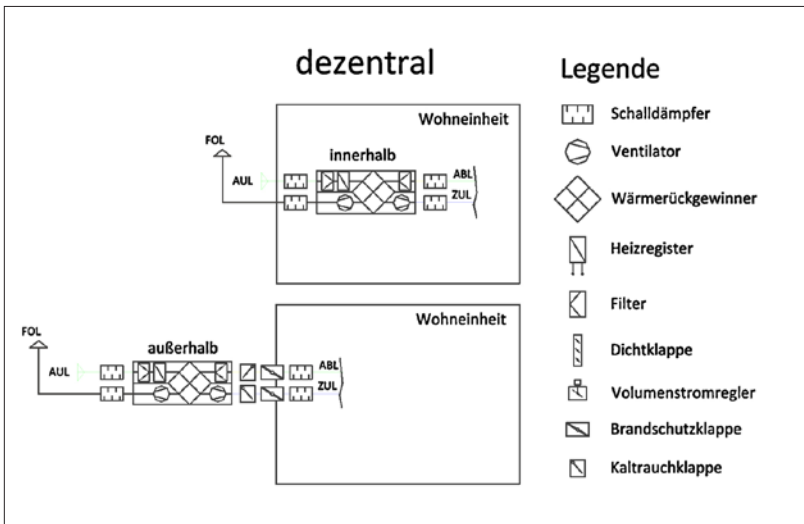 dezentral
Wohneinheit
innerhalb
FOL
AUL
ABL
ZUL
Wohneinheit
außerhalb
FOL
AUL
ABL
ZUL
Legende
Schalldämpfer
Ventilator
Wärmerückgewinner
Heizregister
Filter
Dichtklappe
Volumenstromregler
Brandschutzklappe
Kaltrauchklappe